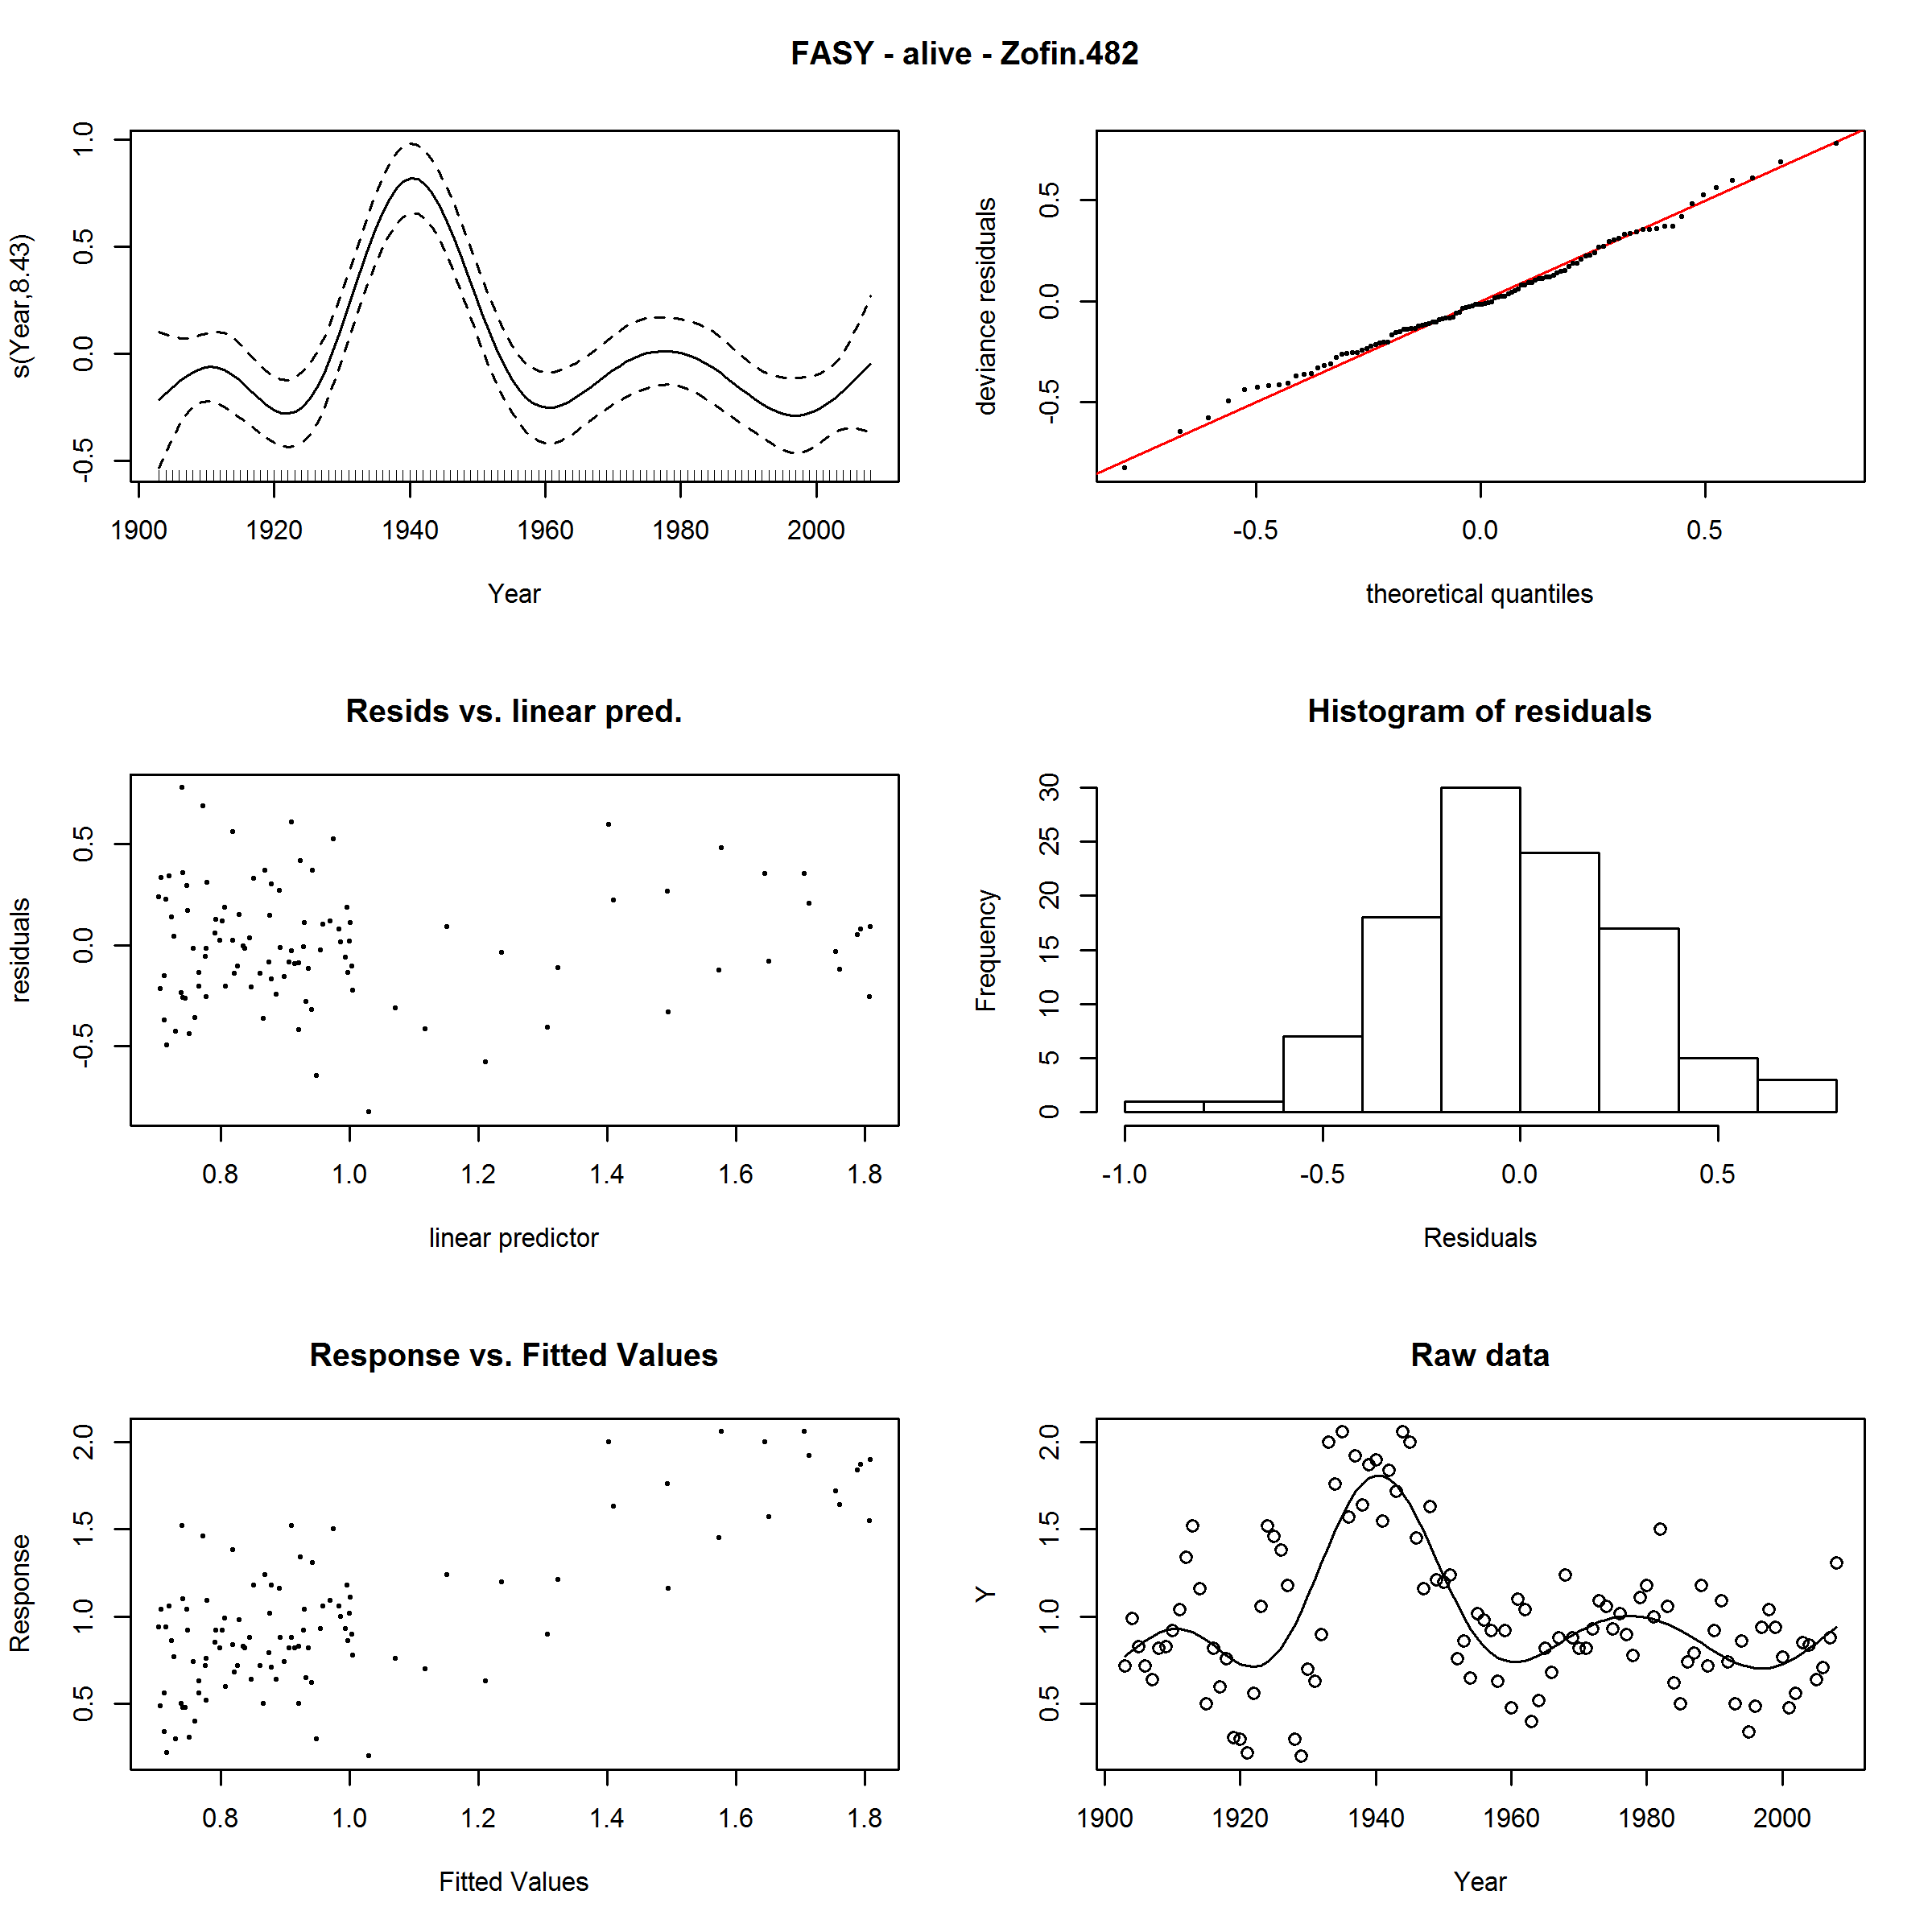 FASY - alive - Zofin.482
s(Year,8.43)
-0.5 0.0 0.5 1.0
1900 1920 1940 1960 1980 2000
Year
deviance residuals
-0.5 0.0 0.5
-0.5 0.0 0.5
theoretical quantiles
Resids vs. linear pred.
residuals
-0.5 0.0 0.5
0.8 1.0 1.2 1.4 1.6 1.8
linear predictor
Histogram of residuals
Frequency
0 5 10 15 20 25 30
-1.0 -0.5 0.0 0.5
Residuals
Response vs. Fitted Values
Response
0.5 1.0 1.5 2.0
0.8 1.0 1.2 1.4 1.6 1.8
Fitted Values
Raw data
Y
0.5 1.0 1.5 2.0
1900 1920 1940 1960 1980 2000
Year